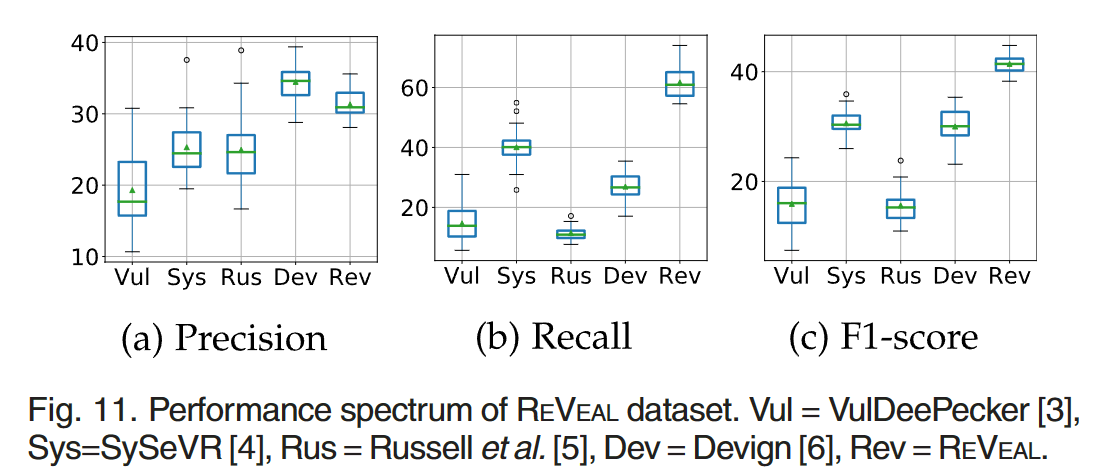 40
30
20
10
Vul Sys Rus Dev Rev
(a) Precision
60
40
20
Vul Sys Rus Dev Rev
(b) Recall
40
20
Vul Sys Rus Dev Rev
(c) F1-score
Fig. 11. Performance spectrum of REVEAL dataset. Vul = VulDeePecker [3],
Sys=SySeVR [4], Rus = Russell et al. [5], Dev = Devign [6], Rev = REVEAL.